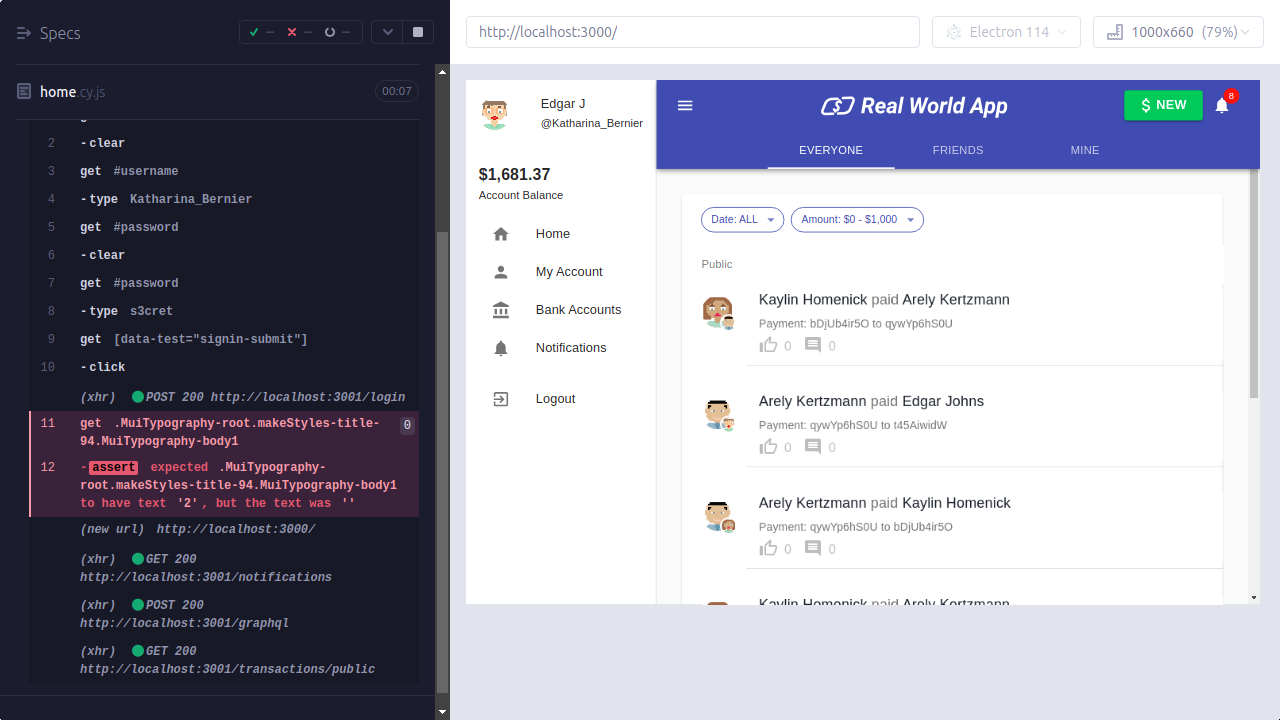 Specs
--
--
--
home.cy.js
00:07
2 -clear
3 get #username
4 -type Katharina_Bernier
5 get #password
6 -clear
7 get #password
8 -type s3cret
9 get [data-test="signin-submit"]
10 -click
(xhr) POST 200 http://localhost:3001/login
11 get .MuiTypography-root.makeStyles-title-
94.MuiTypography-body1
0
12 -assert expected .MuiTypography-
root.makeStyles-title-94.MuiTypography-body1
to have text '2', but the text was ''
(new url) http://localhost:3000/
(xhr) GET 200
http://localhost:3001/notifications
(xhr) POST 200
http://localhost:3001/graphql
(xhr) GET 200
http://localhost:3001/transactions/public
http://localhost:3000/
Electron 114
1000x660 (79%)
Edgar J
@Katharina_Bernier
$1,681.37
Account Balance
Home
My Account
Bank Accounts
Notifications
Logout
Real World App
$ NEW
8
EVERYONE
FRIENDS
MINE
Date: ALL
Amount: $0 - $1,000
Public
Kaylin Homenick paid Arely Kertzmann
Payment: bDjUb4ir5O to qywYp6hS0U
0
0
Arely Kertzmann paid Edgar Johns
Payment: qywYp6hS0U to t45AiwidW
0
0
Arely Kertzmann paid Kaylin Homenick
Payment: qywYp6hS0U to bDjUb4ir5O
0
0
Kaylin Homenick paid Arely Kertzmann